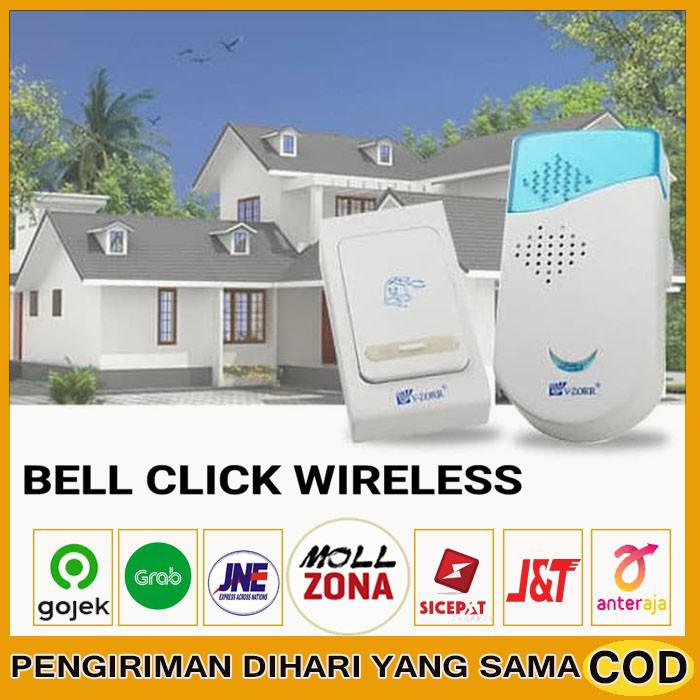 V-ZORR®
V-ZORR®
BELL CLICK WIRELESS
gojek
Grab
JNE
EXPRESS ACROSS NATIONS
MOLL
ZONA
SICEPAT
J&T
anteraja
PENGIRIMAN DIHARI YANG SAMA COD